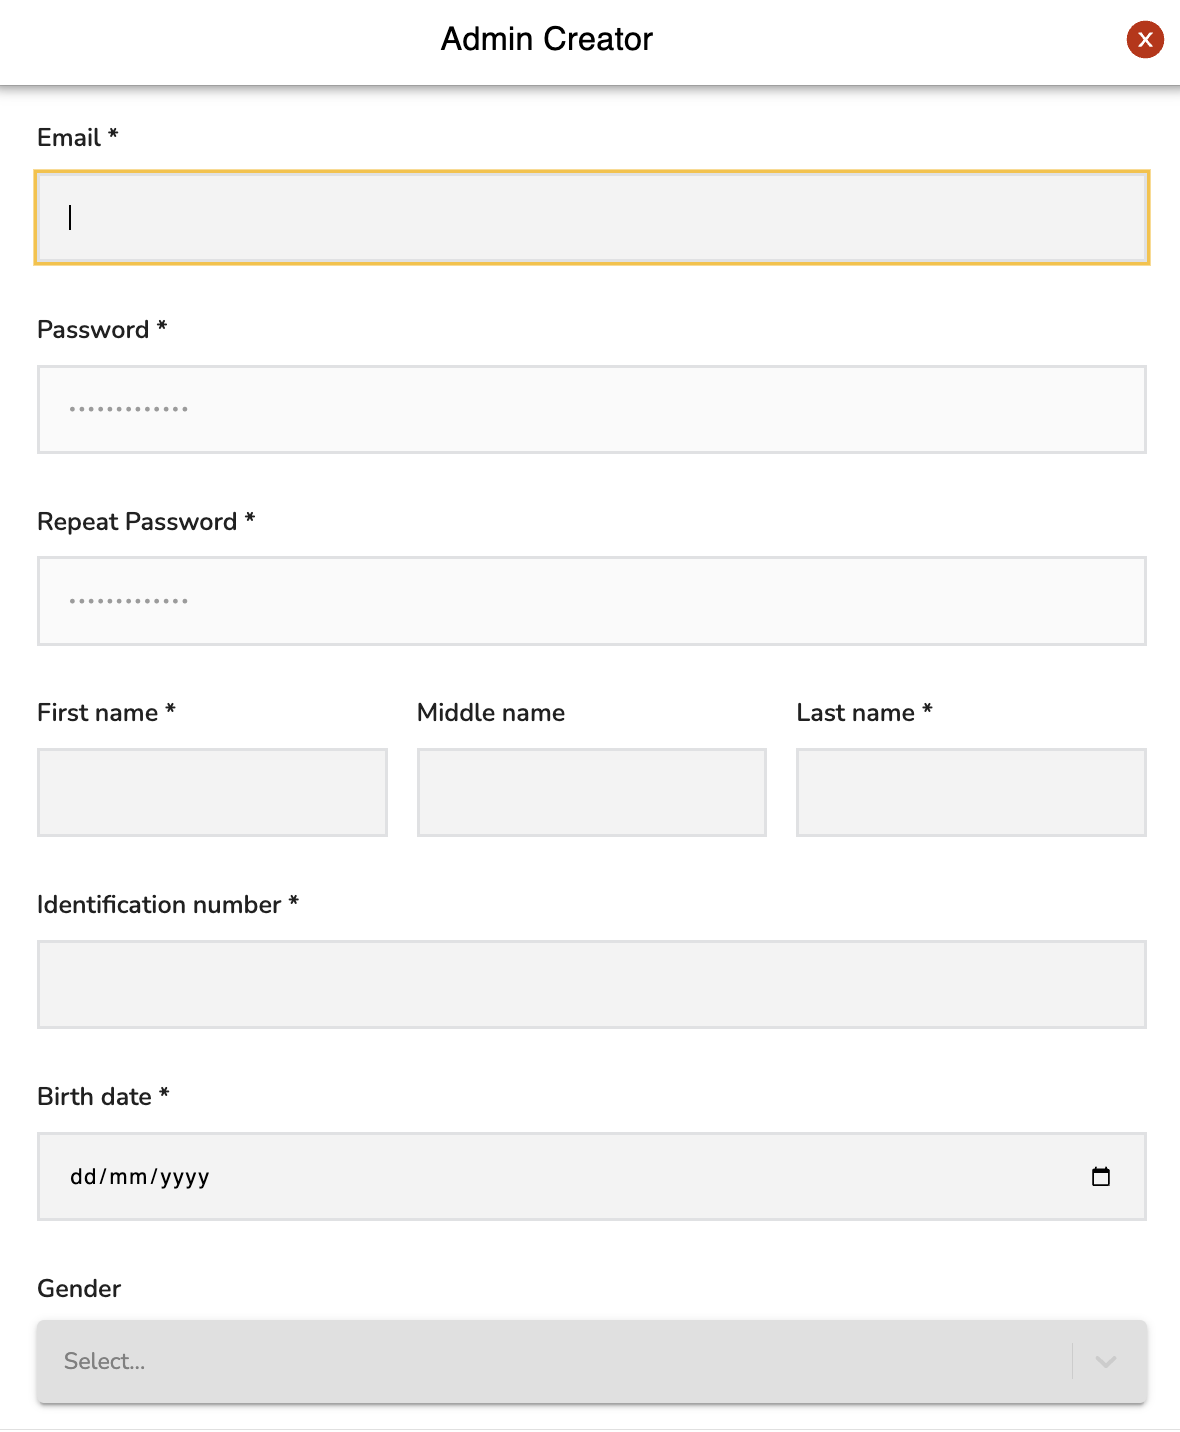 Admin Creator
X
Email *
Password *
•••••••••••••
Repeat Password *
•••••••••••••
First name * Middle name Last name *
Identification number *
Birth date *
dd/mm/yyyy
Gender
Select...